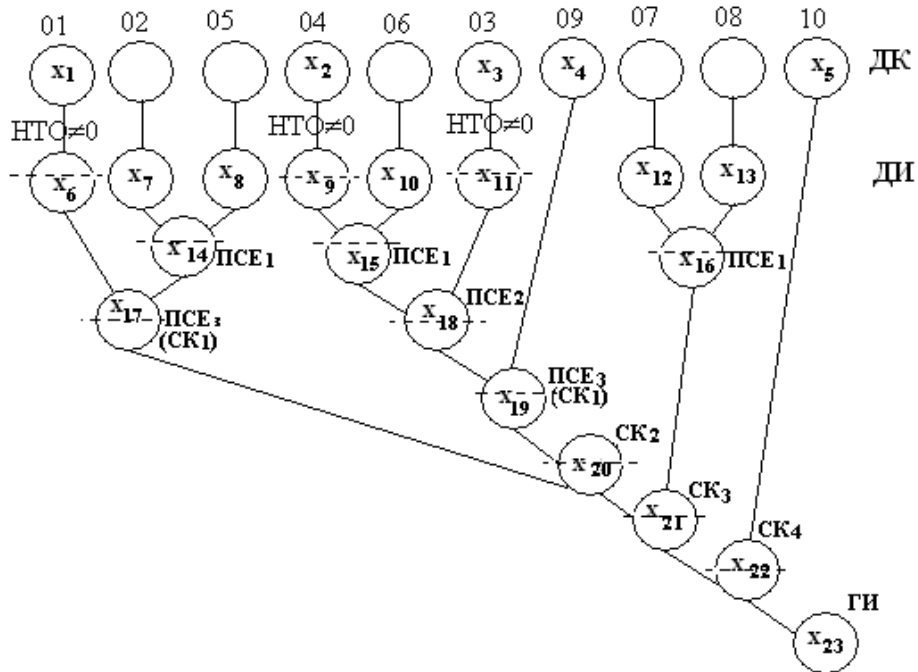 01 02 05 04 06 03 09 07 08 10
x1 x2 x3 x4 x5 ДК
НТО≠0 НТО≠0 НТО≠0
x6 x7 x8 x9 x10 x11 x12 x13 ДИ
x14 ПСЕ1 x15 ПСЕ1 x16 ПСЕ1
x17 ПСЕ3 x18 ПСЕ2
(СК1)
x19 ПСЕ3
(СК1)
x20 СК2
x21 СК3
x22 СК4
x23 ГИ